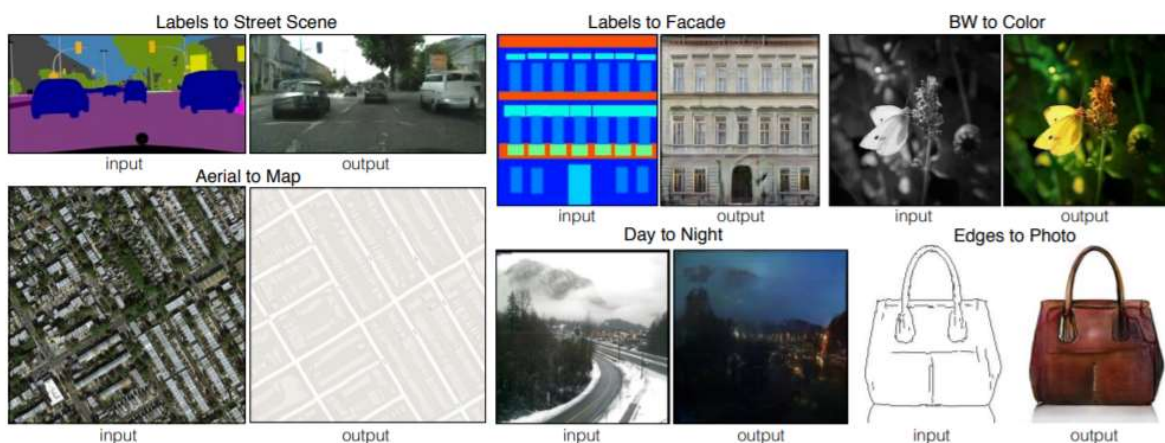 Labels to Street Scene
input
output
Aerial to Map
input
output
Labels to Facade
input
output
BW to Color
input
output
Day to Night
input
output
Edges to Photo
input
output